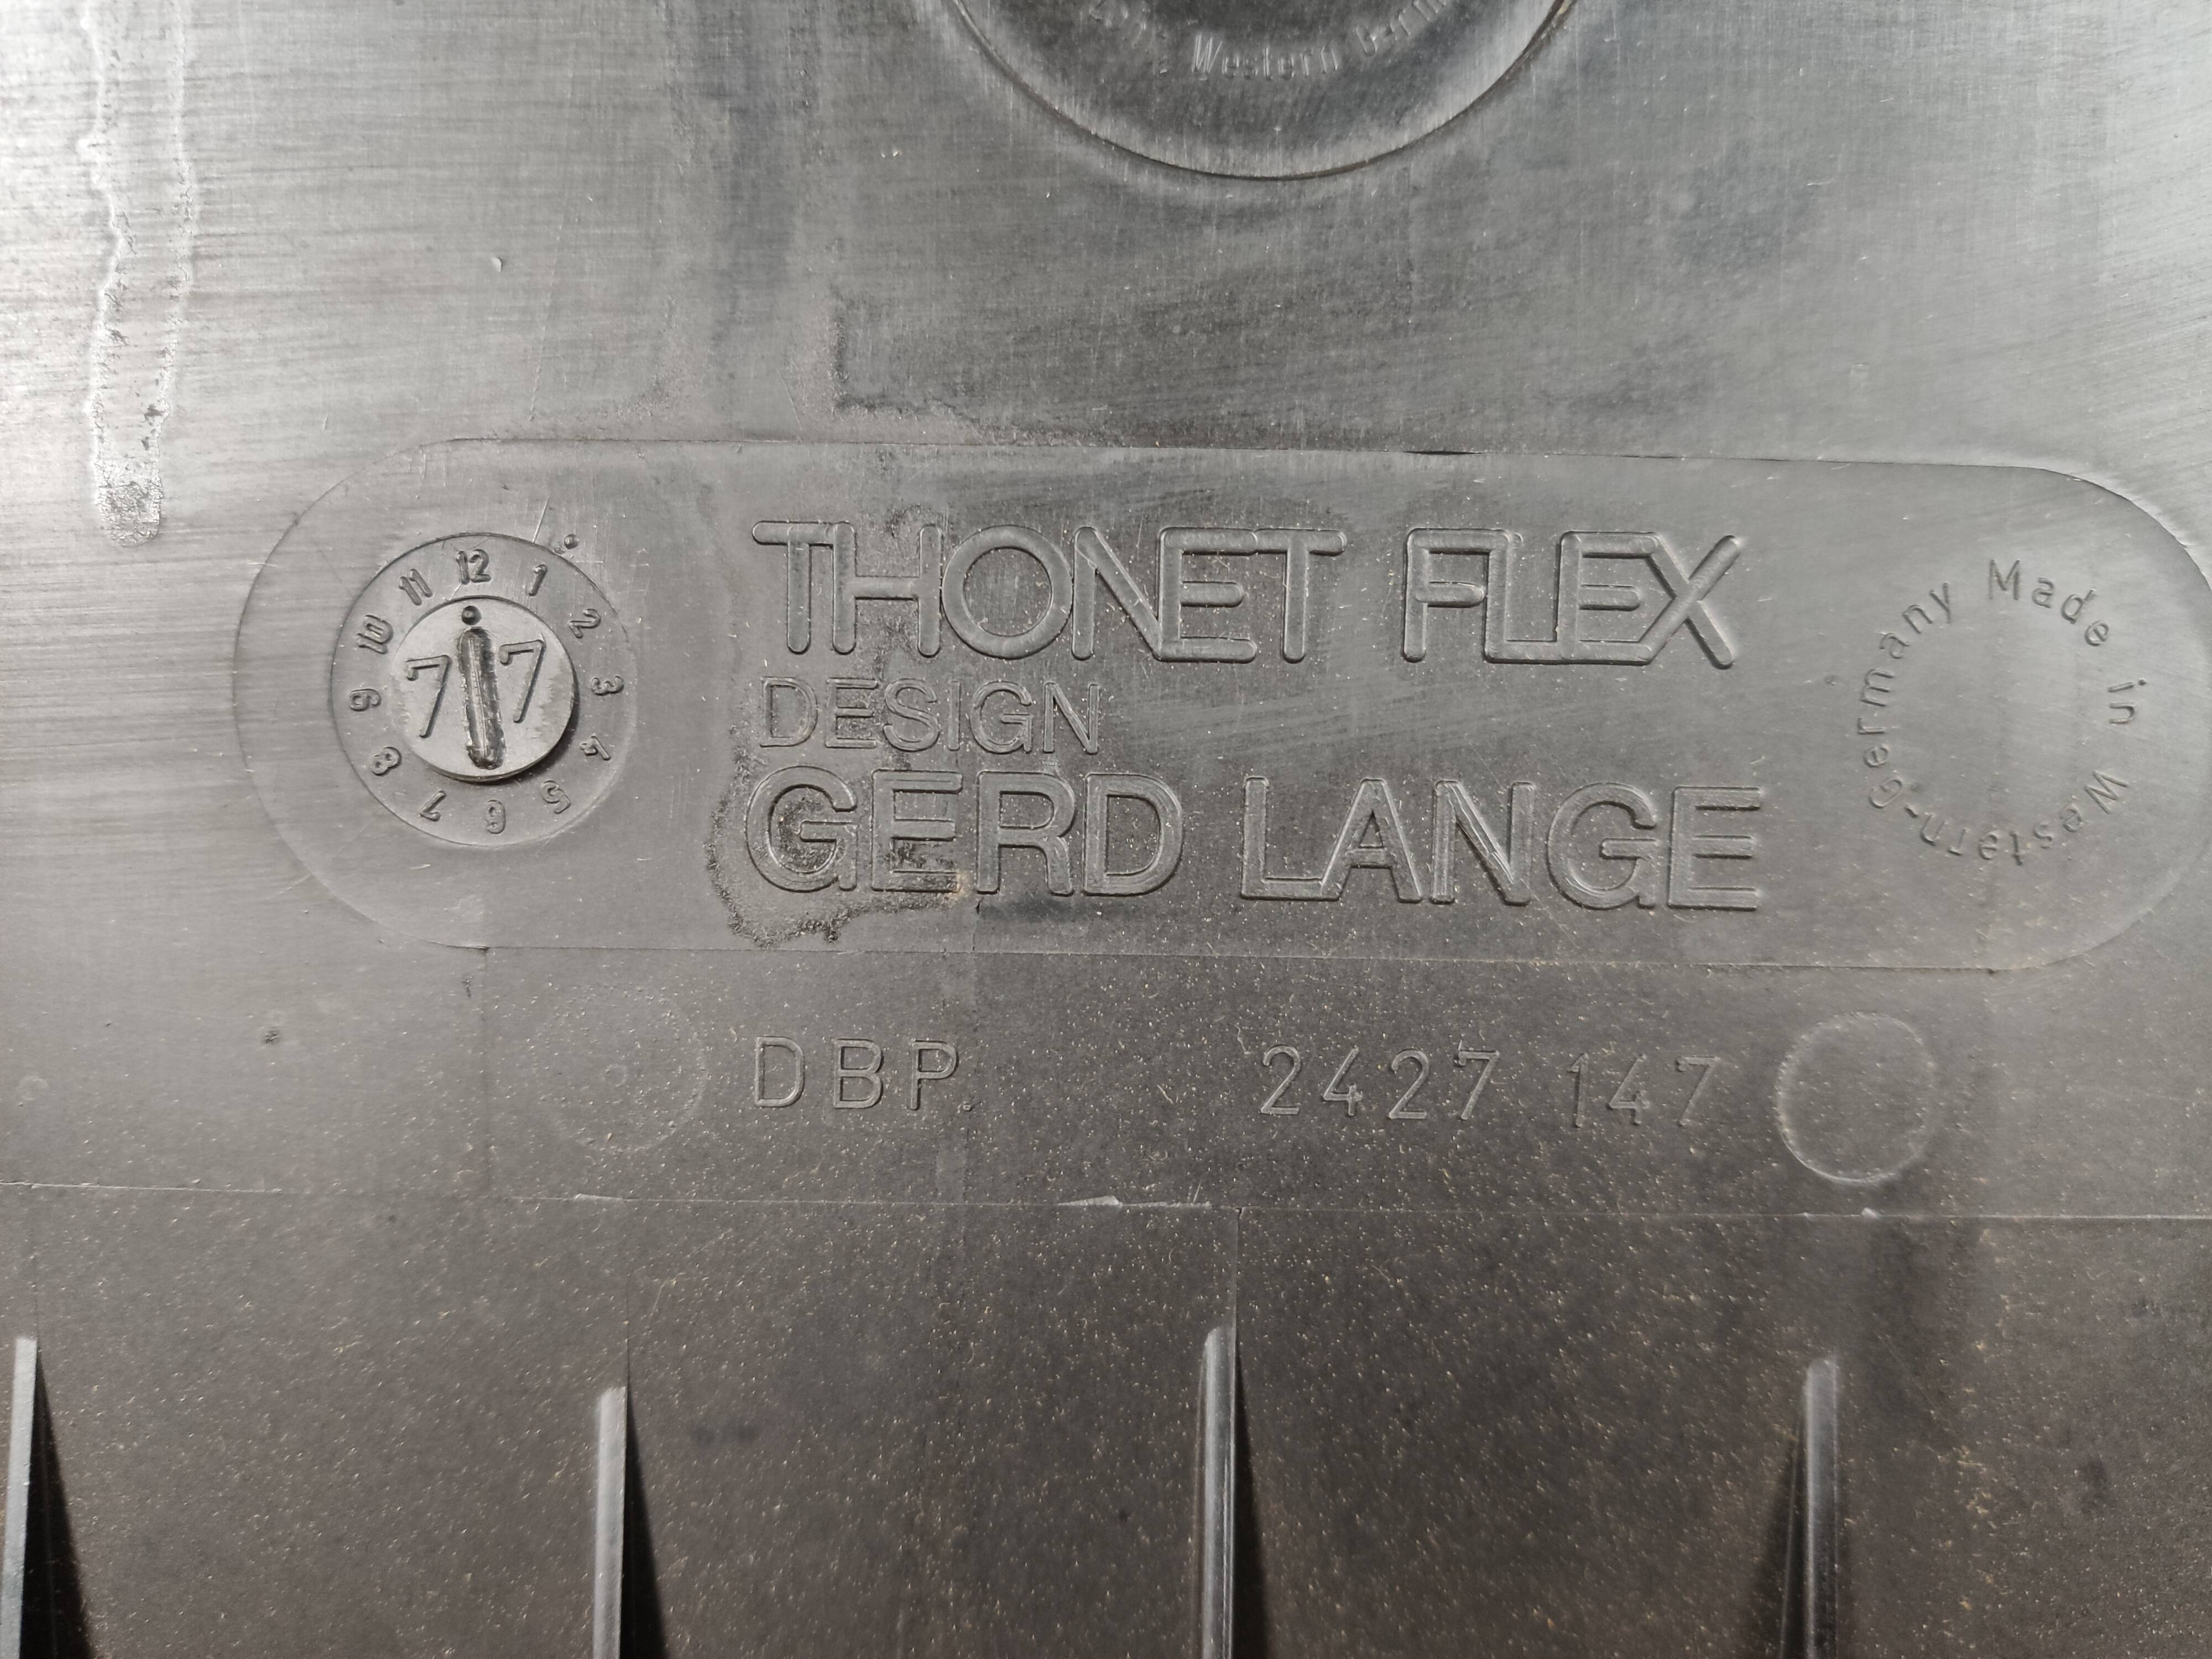 Western
12 1 2 3 4 5 6 7 8 9 10 11
7 7
THONET FLEX
DESIGN
GERD LANGE
Made in Western-Germany
DBP 2427 147